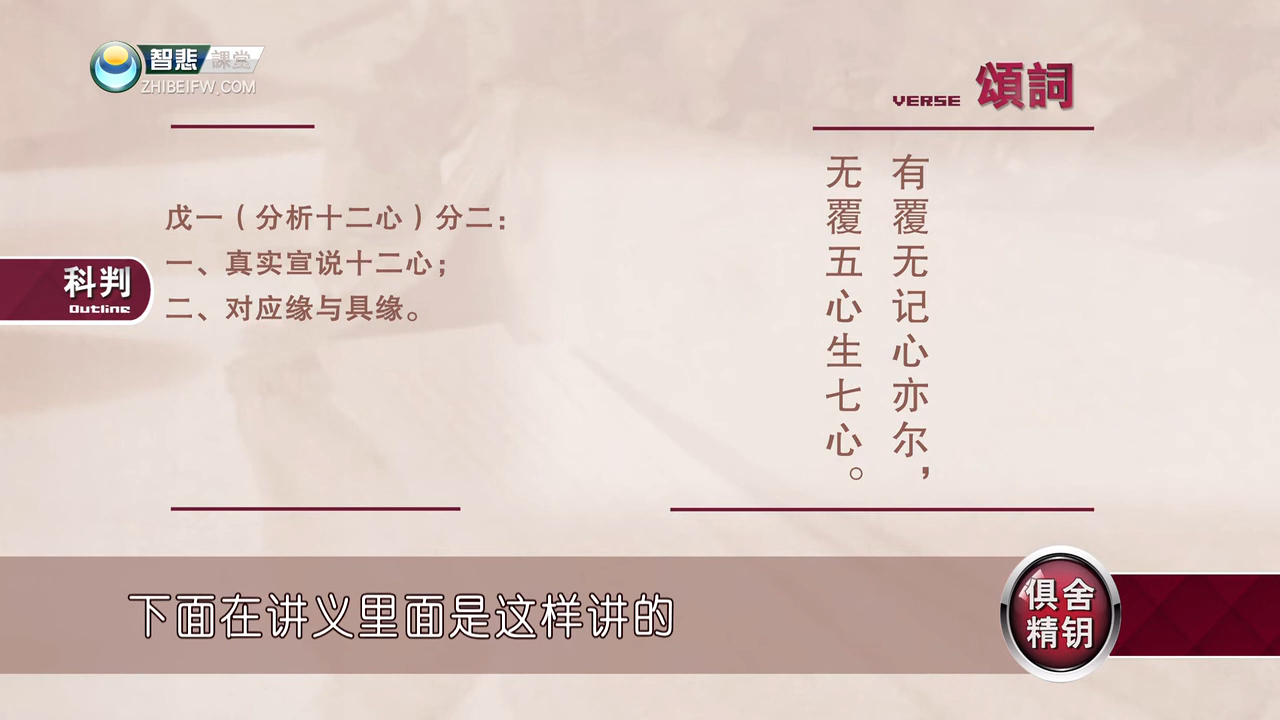 智悲課堂
ZHIBEIFW.COM
VERSE 頌詞
有覆无记心亦尔，
无覆五心生七心。
科判
Outline
戊一（分析十二心）分二：
一、真实宣说十二心；
二、对应缘与具缘。
下面在讲义里面是这样讲的
俱舍
精钥